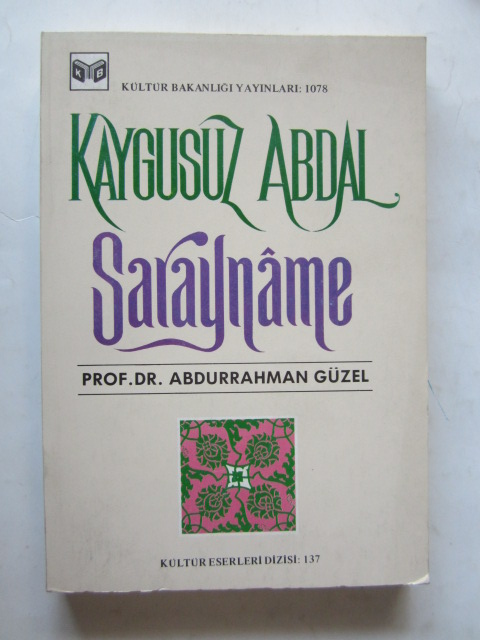 K B
KÜLTÜR BAKANLIĞI YAYINLARI: 1078
KAYGUSUZ ABDAL
Saraynâme
PROF.DR. ABDURRAHMAN GÜZEL
KÜLTÜR ESERLERİ DİZİSİ: 137